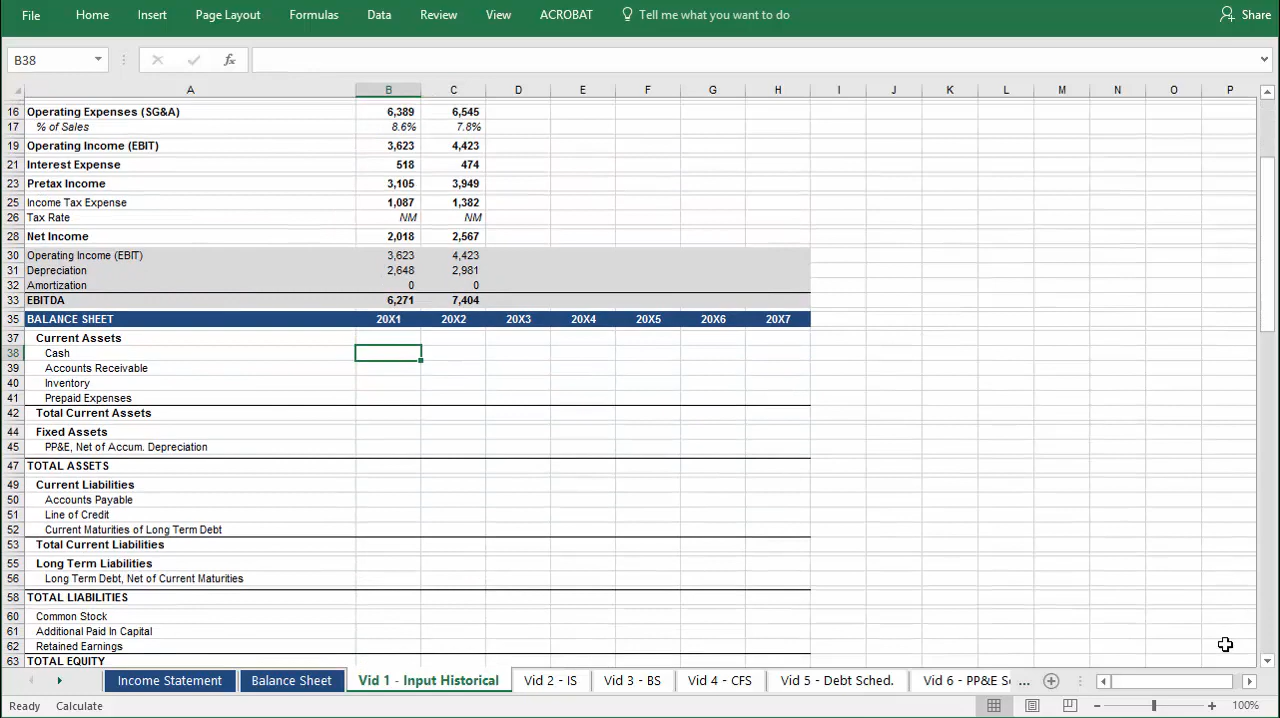 File Home Insert Page Layout Formulas Data Review View ACROBAT Tell me what you want to do Share
B38 fx
A B C D E F G H I J K L M N O P
16 Operating Expenses (SG&A) 6,389 6,545
17 % of Sales 8.6% 7.8%
19 Operating Income (EBIT) 3,623 4,423
21 Interest Expense 518 474
23 Pretax Income 3,105 3,949
25 Income Tax Expense 1,087 1,382
26 Tax Rate NM NM
28 Net Income 2,018 2,567
30 Operating Income (EBIT) 3,623 4,423
31 Depreciation 2,648 2,981
32 Amortization 0 0
33 EBITDA 6,271 7,404
35 BALANCE SHEET 20X1 20X2 20X3 20X4 20X5 20X6 20X7
37 Current Assets
38 Cash
39 Accounts Receivable
40 Inventory
41 Prepaid Expenses
42 Total Current Assets
44 Fixed Assets
45 PP&E, Net of Accum. Depreciation
47 TOTAL ASSETS
49 Current Liabilities
50 Accounts Payable
51 Line of Credit
52 Current Maturities of Long Term Debt
53 Total Current Liabilities
55 Long Term Liabilities
56 Long Term Debt, Net of Current Maturities
58 TOTAL LIABILITIES
60 Common Stock
61 Additional Paid In Capital
62 Retained Earnings
63 TOTAL EQUITY
Income Statement Balance Sheet Vid 1 - Input Historical Vid 2 - IS Vid 3 - BS Vid 4 - CFS Vid 5 - Debt Sched. Vid 6 - PP&E S ...
Ready Calculate 100%